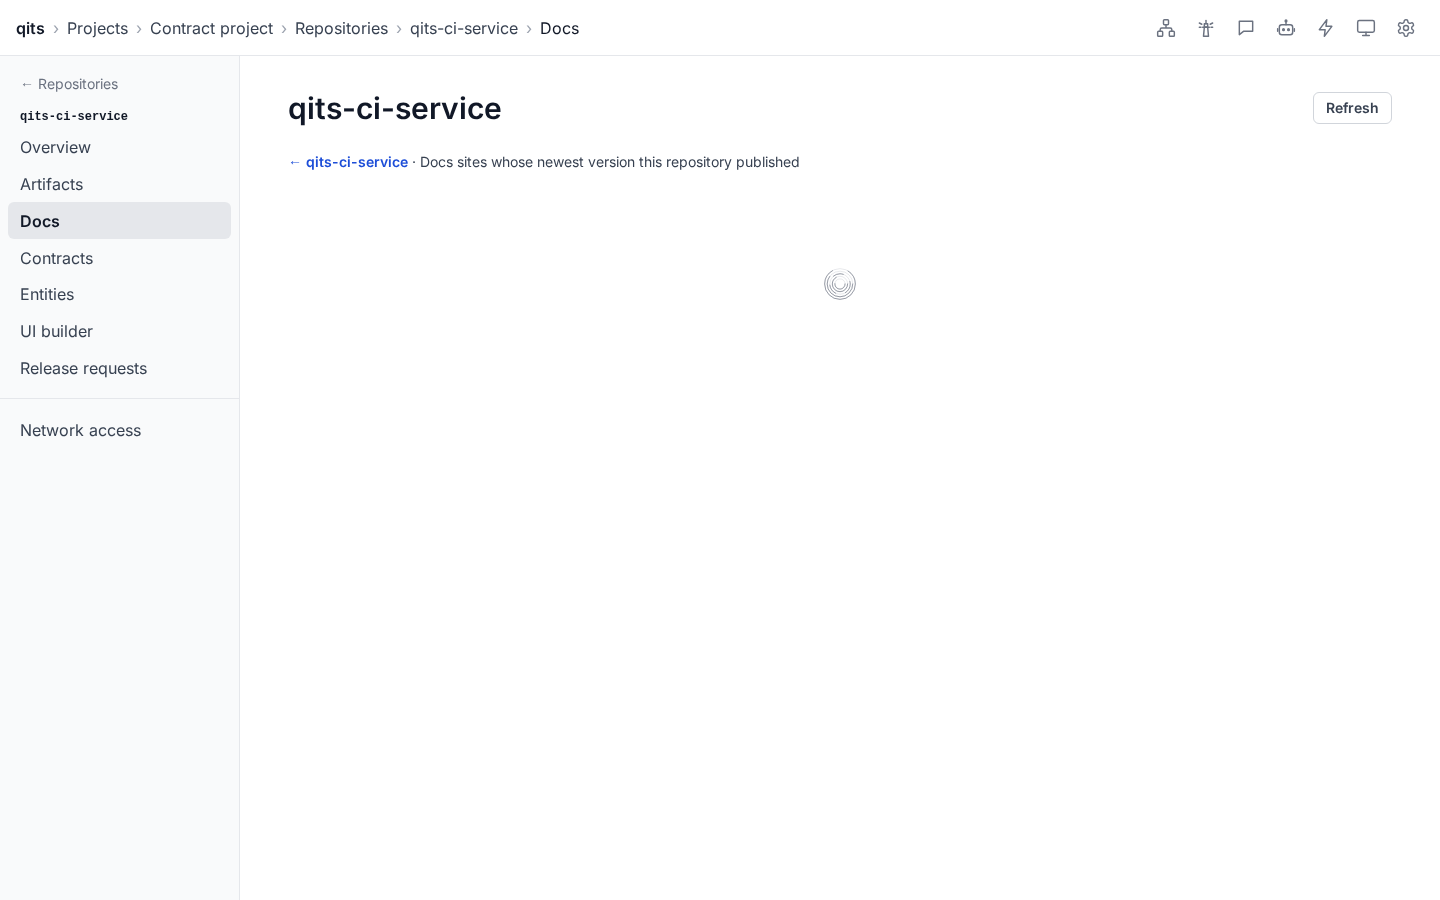 qits › Projects › Contract project › Repositories › qits-ci-service › Docs
← Repositories
qits-ci-service
Overview
Artifacts
Docs
Contracts
Entities
UI builder
Release requests
Network access
qits-ci-service
Refresh
← qits-ci-service · Docs sites whose newest version this repository published